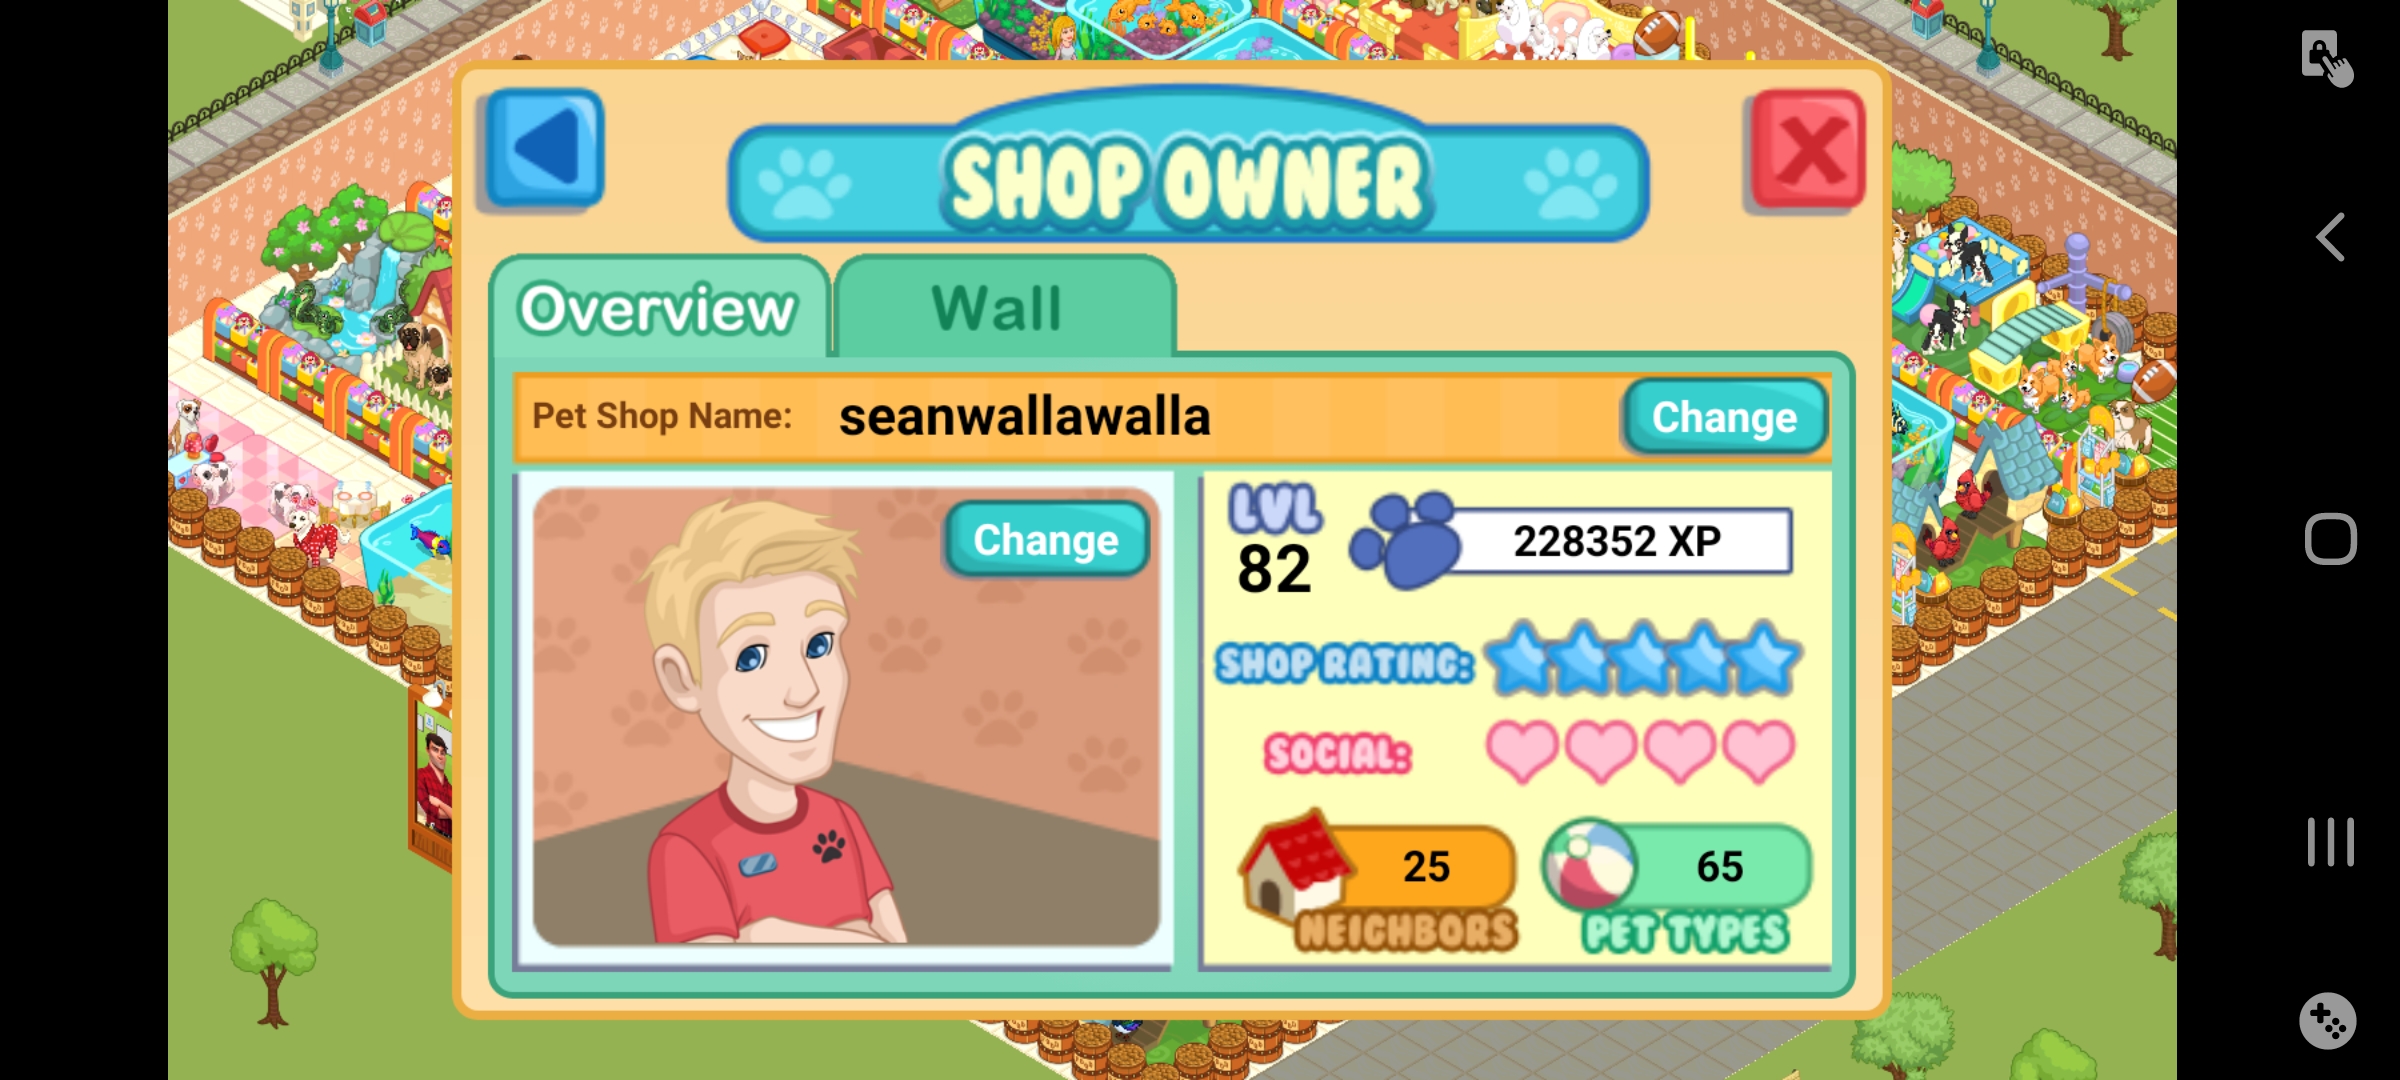 SHOP OWNER
Overview
Wall
Pet Shop Name: seanwallawalla
Change
Change
LVL
82
228352 XP
SHOP RATING:
SOCIAL:
25
NEIGHBORS
65
PET TYPES